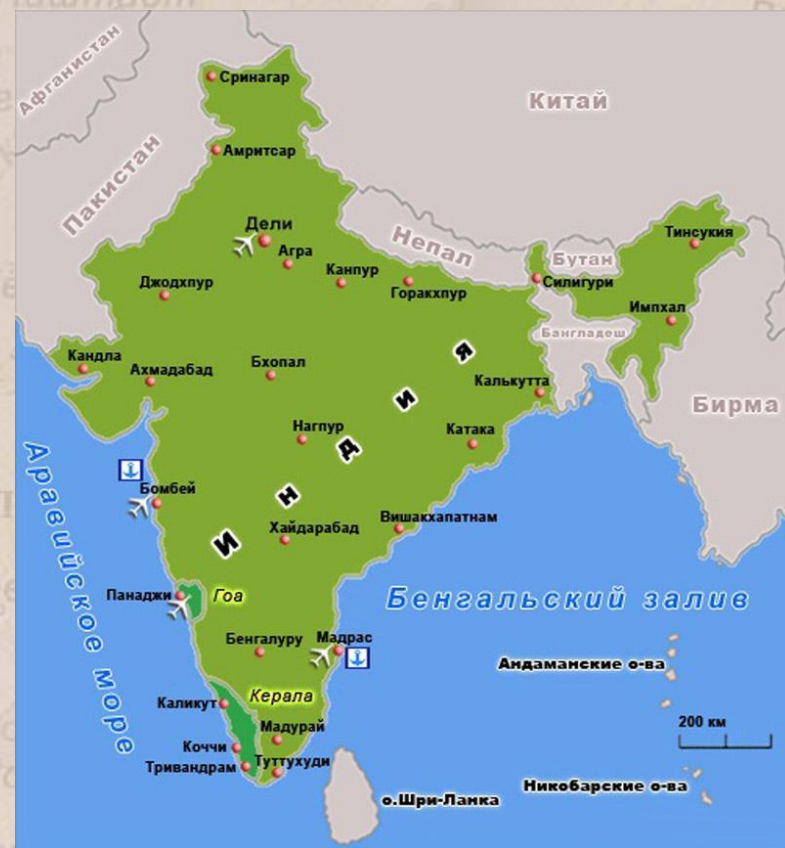 Афганистан
Пакистан
Китай
Сринагар
Амритсар
Дели
Агра
Непал
Бутан
Тинсукия
Джодхпур
Канпур
Горакхпур
Силигури
Импхал
Бангладеш
Кандла
Ахмадабад
Бхопал
Калькутта
Бирма
Нагпур
Катака
Индия
Бомбей
Хайдарабад
Вишакхапатнам
Аравийское море
Панаджи
Гоа
Бенгальский залив
Бенгалуру
Мадрас
Андаманские о-ва
Керала
Каликут
200 км
Мадурай
Коччи
Тривандрам
Туттухуди
Никобарские о-ва
о.Шри-Ланка